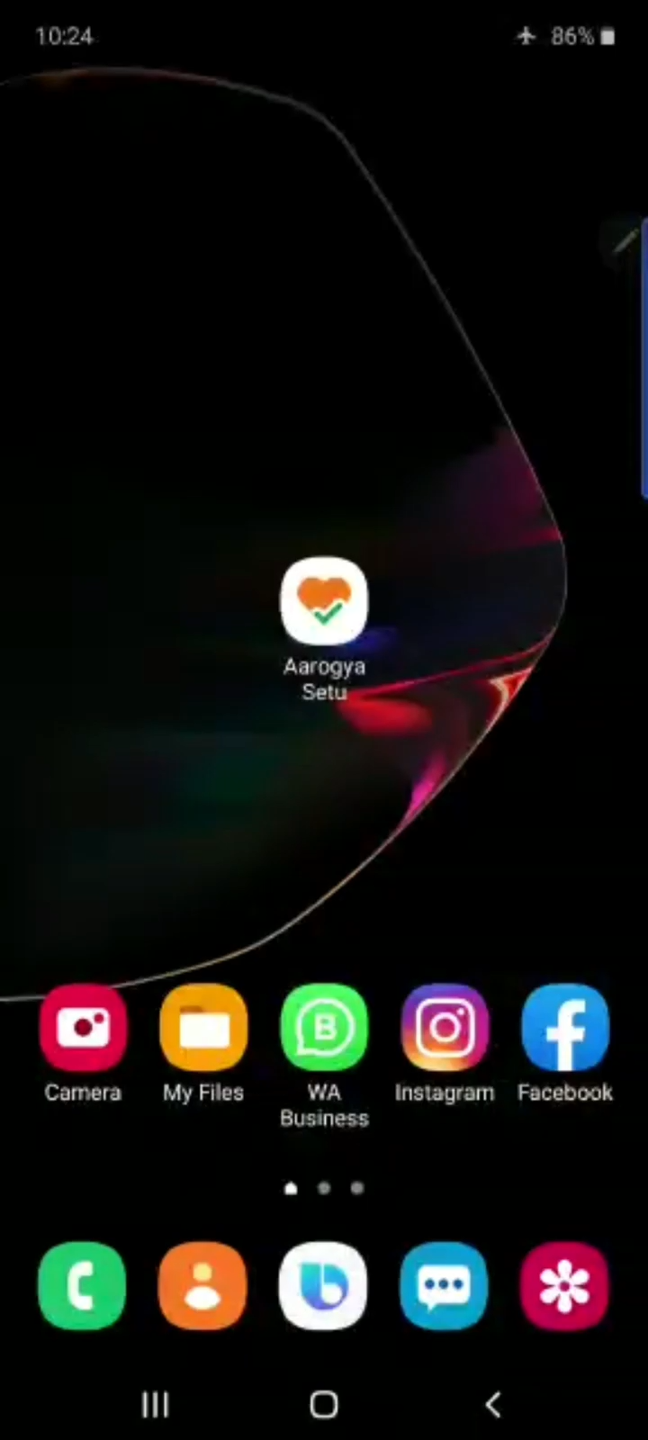 10:24
86%
Aarogya
Setu
Camera
My Files
WA
Business
Instagram
Facebook